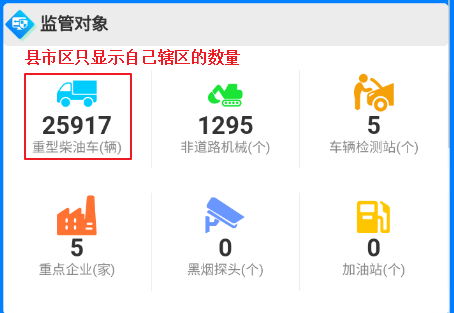 监管对象
县市区只显示自己辖区的数量
25917 1295 5
重型柴油车(辆) 非道路机械(个) 车辆检测站(个)
5 0 0
重点企业(家) 黑烟探头(个) 加油站(个)